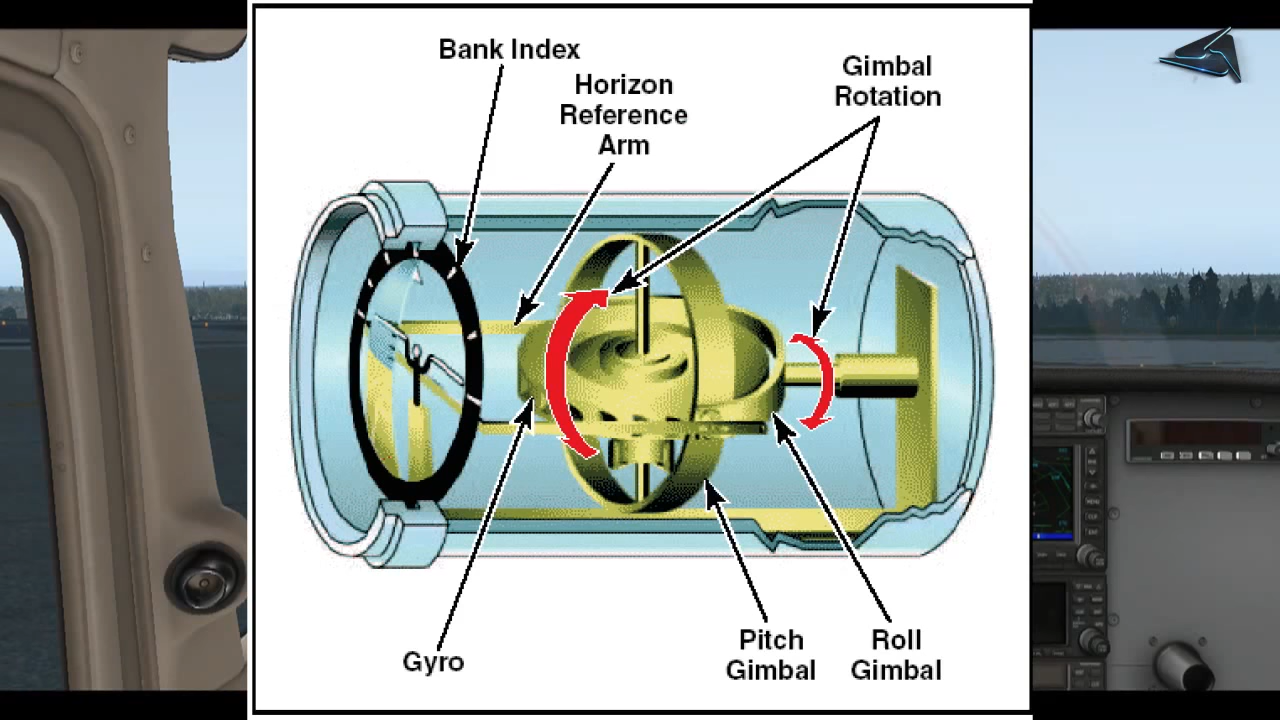 Bank Index
Horizon
Reference
Arm
Gimbal
Rotation
Gyro
Pitch
Gimbal
Roll
Gimbal